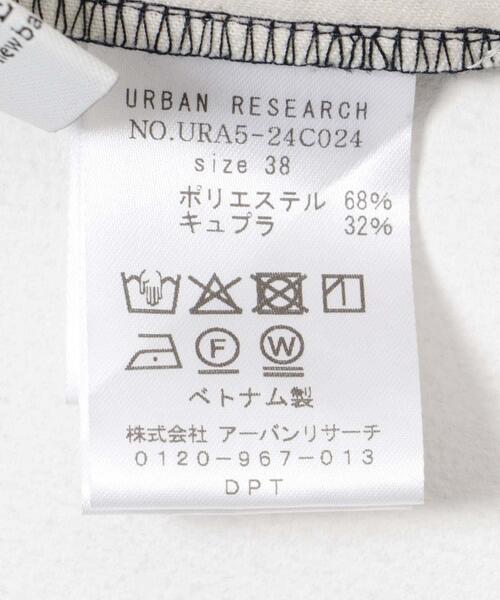 new ba
URBAN RESEARCH
NO.URA5-24C024
size 38
ポリエステル 68%
キュプラ 32%
F W
ベトナム製
株式会社 アーバンリサーチ
0120-967-013
DPT